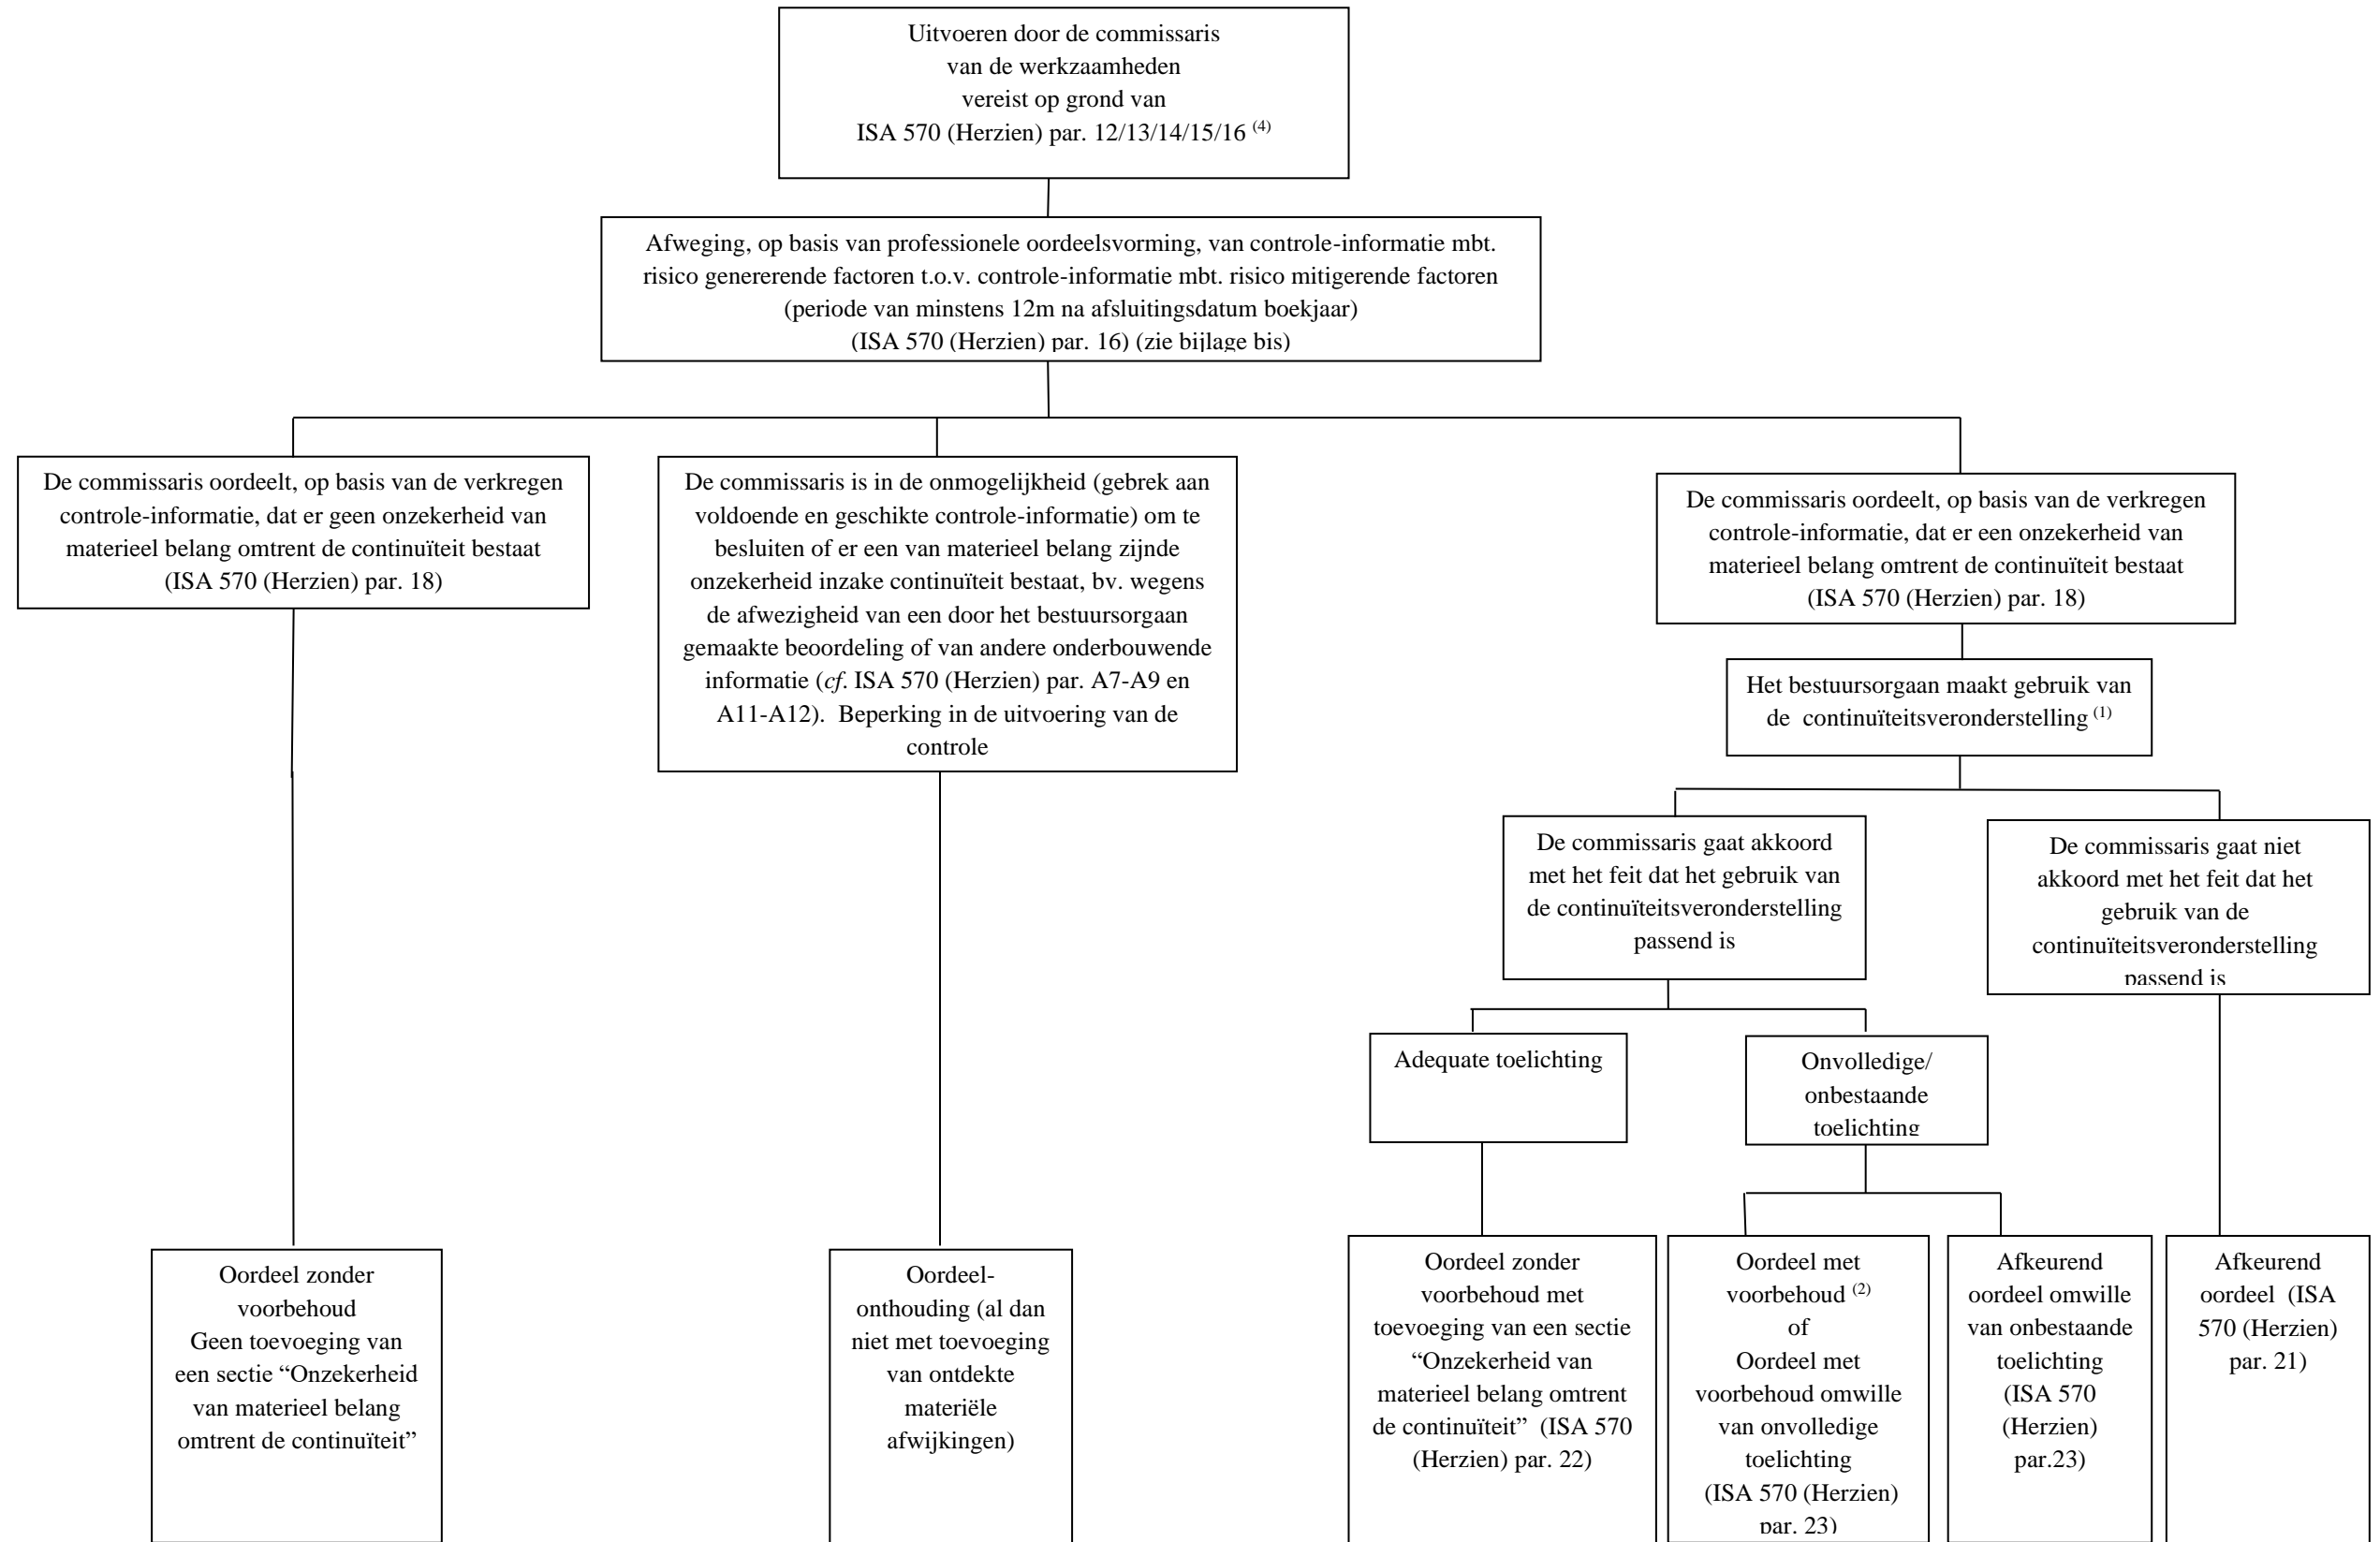 Uitvoeren door de commissaris
van de werkzaamheden
vereist op grond van
ISA 570 (Herzien) par. 12/13/14/15/16 (4)
Afweging, op basis van professionele oordeelsvorming, van controle-informatie mbt.
risico genererende factoren t.o.v. controle-informatie mbt. risico mitigerende factoren
(periode van minstens 12m na afsluitingsdatum boekjaar)
(ISA 570 (Herzien) par. 16) (zie bijlage bis)
De commissaris oordeelt, op basis van de verkregen
controle-informatie, dat er geen onzekerheid van
materieel belang omtrent de continuïteit bestaat
(ISA 570 (Herzien) par. 18)
De commissaris is in de onmogelijkheid (gebrek aan
voldoende en geschikte controle-informatie) om te
besluiten of er een van materieel belang zijnde
onzekerheid inzake continuïteit bestaat, bv. wegens
de afwezigheid van een door het bestuursorgaan
gemaakte beoordeling of van andere onderbouwende
informatie (cf. ISA 570 (Herzien) par. A7-A9 en
A11-A12). Beperking in de uitvoering van de
controle
De commissaris oordeelt, op basis van de verkregen
controle-informatie, dat er een onzekerheid van
materieel belang omtrent de continuïteit bestaat
(ISA 570 (Herzien) par. 18)
Het bestuursorgaan maakt gebruik van
de continuïteitsveronderstelling (1)
De commissaris gaat akkoord
met het feit dat het gebruik van
de continuïteitsveronderstelling
passend is
De commissaris gaat niet
akkoord met het feit dat het
gebruik van de
continuïteitsveronderstelling
passend is
Adequate toelichting
Onvolledige/
onbestaande
toelichting
Oordeel zonder
voorbehoud
Geen toevoeging van
een sectie “Onzekerheid
van materieel belang
omtrent de continuïteit”
Oordeel-
onthouding (al dan
niet met toevoeging
van ontdekte
materiële
afwijkingen)
Oordeel zonder
voorbehoud met
toevoeging van een sectie
“Onzekerheid van
materieel belang omtrent
de continuïteit” (ISA 570
(Herzien) par. 22)
Oordeel met
voorbehoud (2)
of
Oordeel met
voorbehoud omwille
van onvolledige
toelichting
(ISA 570 (Herzien)
par. 23)
Afkeurend
oordeel omwille
van onbestaande
toelichting
(ISA 570
(Herzien)
par.23)
Afkeurend
oordeel (ISA
570 (Herzien)
par. 21)